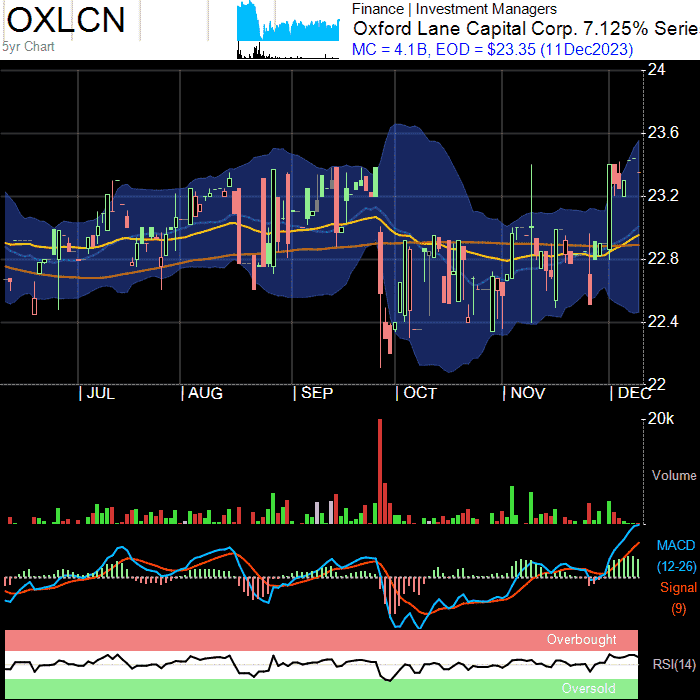 OXLCN
5yr Chart
Finance | Investment Managers
Oxford Lane Capital Corp. 7.125% Serie
MC = 4.1B, EOD = $23.35 (11Dec2023)
24
23.6
23.2
22.8
22.4
22
| JUL | AUG | SEP | OCT | NOV | DEC
20k
Volume
MACD
(12-26)
Signal
(9)
Overbought
RSI(14)
Oversold